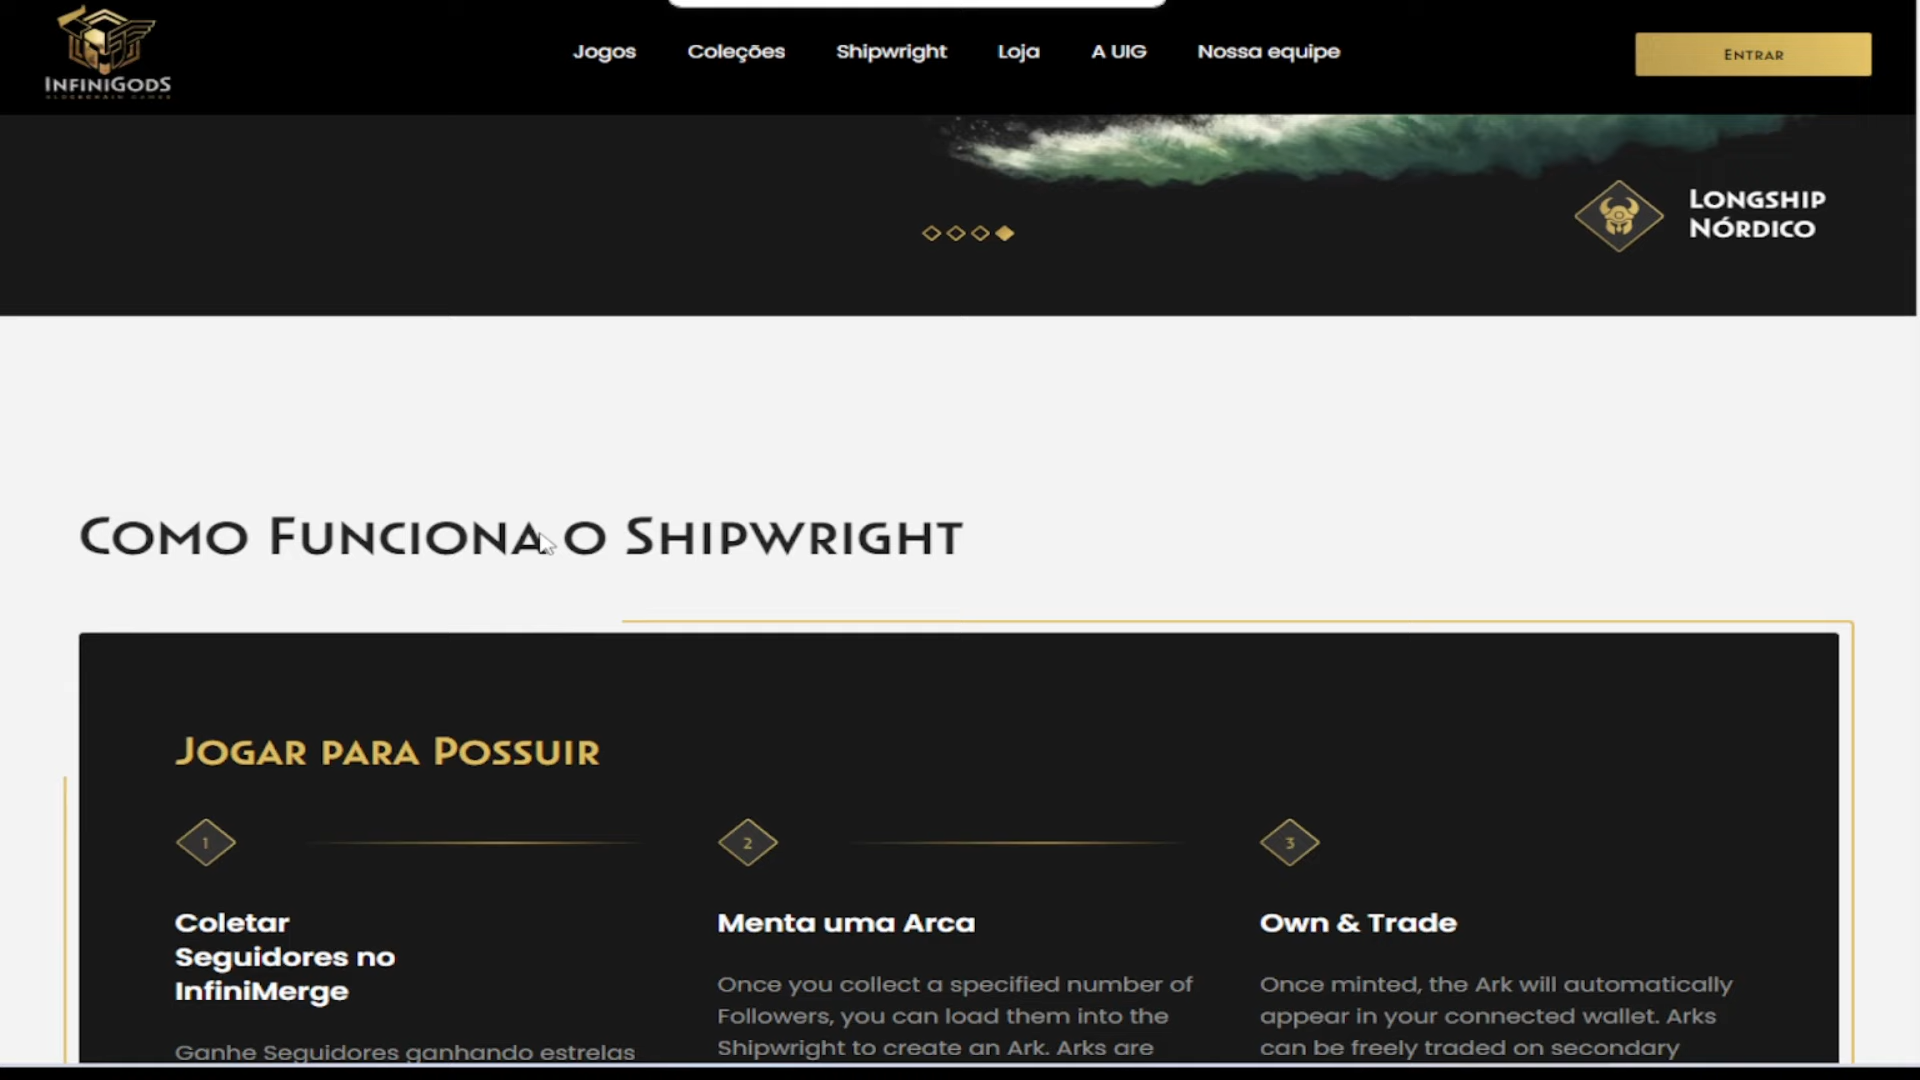 INFINIGODS
Jogos
Coleções
Shipwright
Loja
A UIG
Nossa equipe
ENTRAR
LONGSHIP
NÓRDICO
COMO FUNCIONA O SHIPWRIGHT
JOGAR PARA POSSUIR
1
2
3
Coletar
Seguidores no
InfiniMerge
Ganhe Seguidores ganhando estrelas
Menta uma Arca
Once you collect a specified number of
Followers, you can load them into the
Shipwright to create an Ark. Arks are
Own & Trade
Once minted, the Ark will automatically
appear in your connected wallet. Arks
can be freely traded on secondary